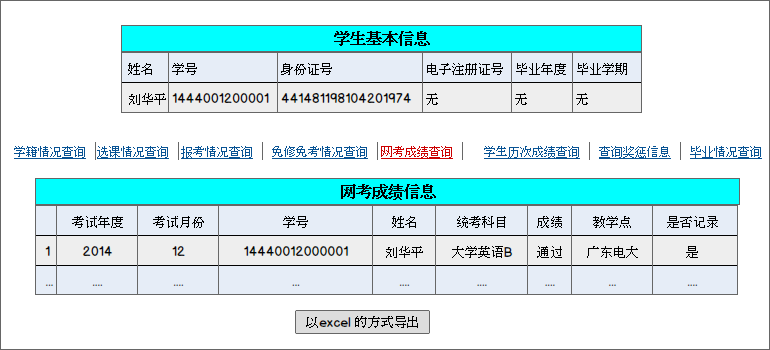 学生基本信息
姓名 学号 身份证号 电子注册证号 毕业年度 毕业学期
刘华平 1444001200001 441481198104201974 无 无 无
学籍情况查询 选课情况查询 报考情况查询 免修免考情况查询 网考成绩查询 学生历次成绩查询 查询奖惩信息 毕业情况查询
网考成绩信息
考试年度 考试月份 学号 姓名 统考科目 成绩 教学点 是否记录
1 2014 12 14440012000001 刘华平 大学英语B 通过 广东电大 是
... .... .... .... .... .... .... .... ....
以excel 的方式导出